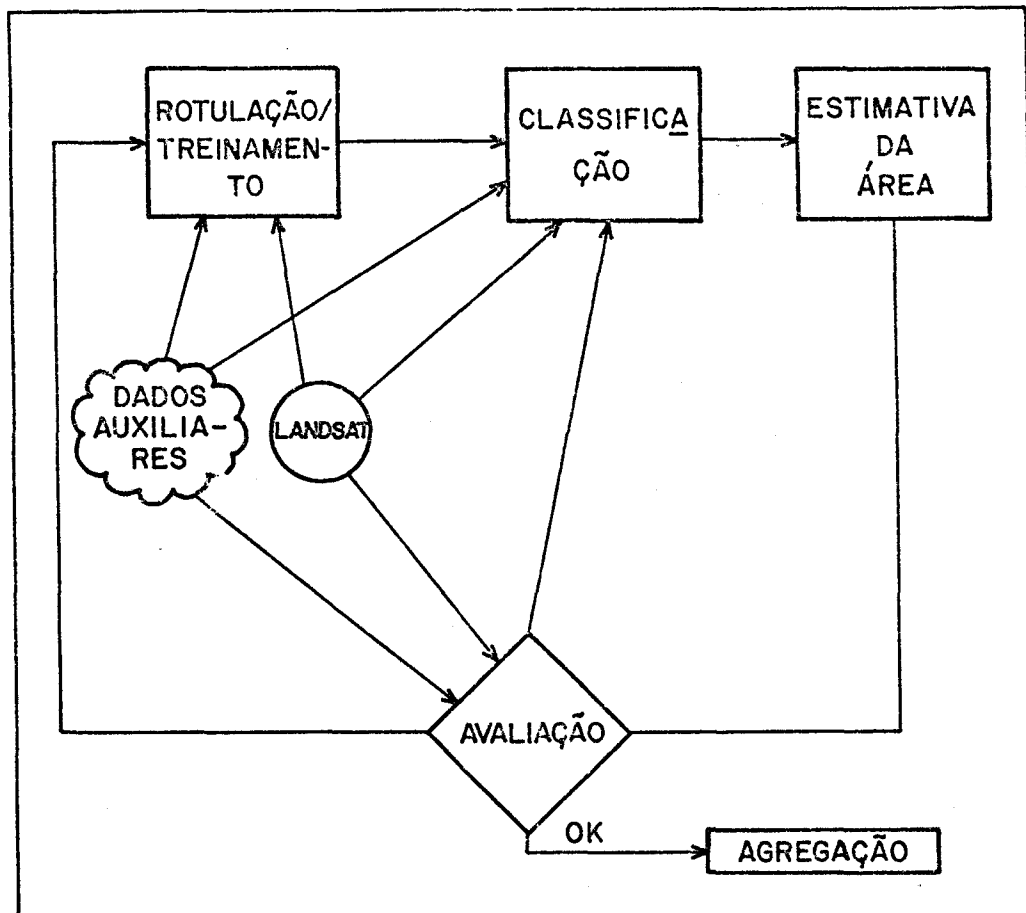 ROTULAÇÃO/
TREINAMEN-
TO
CLASSIFICA
ÇÃO
ESTIMATIVA
DA
ÁREA
DADOS
AUXILIA-
RES
LANDSAT
AVALIAÇÃO
OK
AGREGAÇÃO